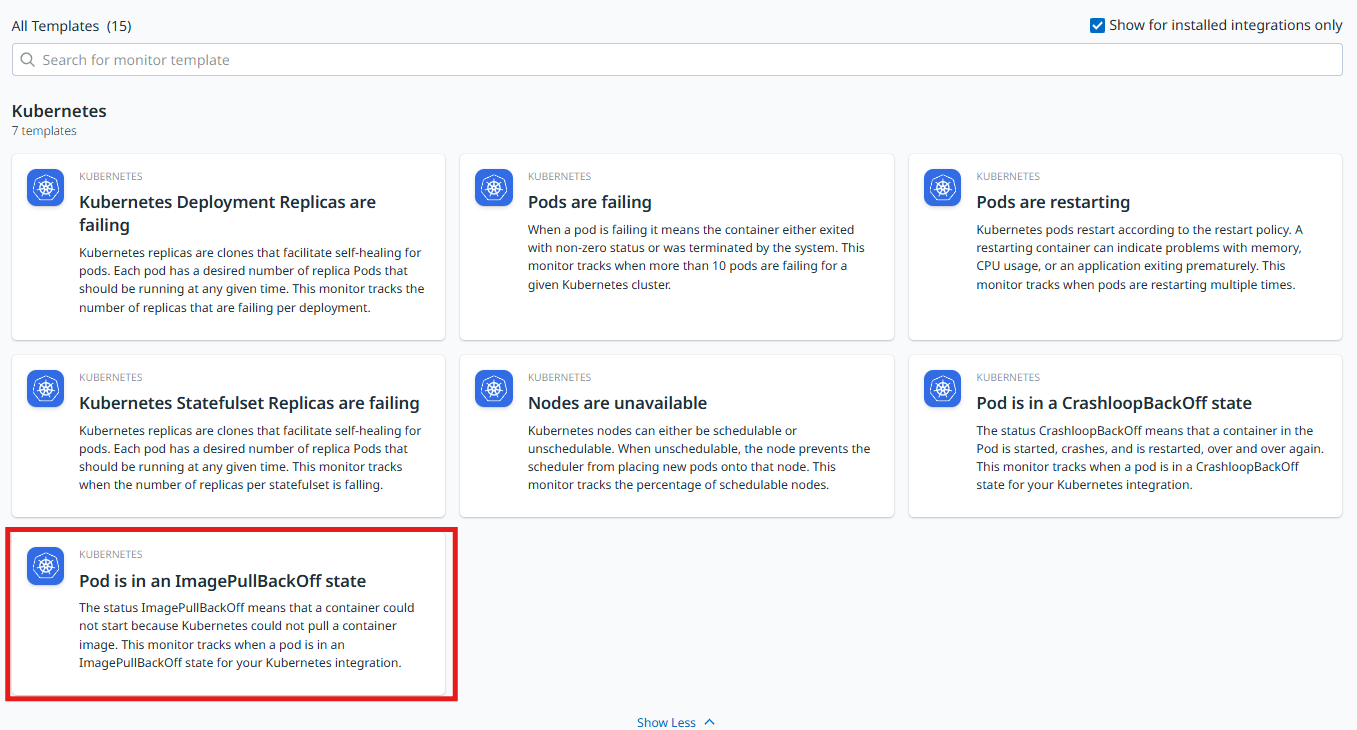 All Templates (15)
Show for installed integrations only
Search for monitor template
Kubernetes
7 templates
KUBERNETES
Kubernetes Deployment Replicas are
failing
Kubernetes replicas are clones that facilitate self-healing for
pods. Each pod has a desired number of replica Pods that
should be running at any given time. This monitor tracks the
number of replicas that are failing per deployment.
KUBERNETES
Pods are failing
When a pod is failing it means the container either exited
with non-zero status or was terminated by the system. This
monitor tracks when more than 10 pods are failing for a
given Kubernetes cluster.
KUBERNETES
Pods are restarting
Kubernetes pods restart according to the restart policy. A
restarting container can indicate problems with memory,
CPU usage, or an application exiting prematurely. This
monitor tracks when pods are restarting multiple times.
KUBERNETES
Kubernetes Statefulset Replicas are failing
Kubernetes replicas are clones that facilitate self-healing for
pods. Each pod has a desired number of replica Pods that
should be running at any given time. This monitor tracks
when the number of replicas per statefulset is falling.
KUBERNETES
Nodes are unavailable
Kubernetes nodes can either be schedulable or
unschedulable. When unschedulable, the node prevents the
scheduler from placing new pods onto that node. This
monitor tracks the percentage of schedulable nodes.
KUBERNETES
Pod is in a CrashloopBackOff state
The status CrashloopBackOff means that a container in the
Pod is started, crashes, and is restarted, over and over again.
This monitor tracks when a pod is in a CrashloopBackOff
state for your Kubernetes integration.
KUBERNETES
Pod is in an ImagePullBackOff state
The status ImagePullBackOff means that a container could
not start because Kubernetes could not pull a container
image. This monitor tracks when a pod is in an
ImagePullBackOff state for your Kubernetes integration.
Show Less